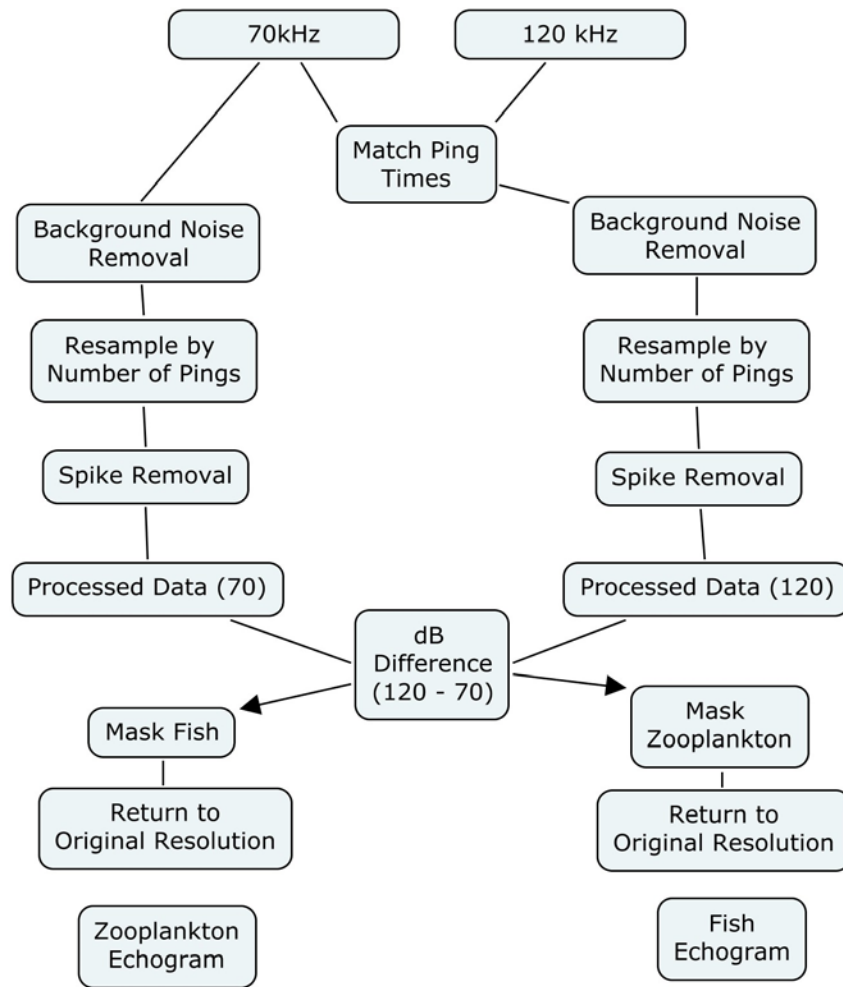 70kHz
120 kHz
Match Ping
Times
Background Noise
Removal
Background Noise
Removal
Resample by
Number of Pings
Resample by
Number of Pings
Spike Removal
Spike Removal
Processed Data (70)
Processed Data (120)
dB
Difference
(120 - 70)
Mask Fish
Mask
Zooplankton
Return to
Original Resolution
Return to
Original Resolution
Zooplankton
Echogram
Fish
Echogram